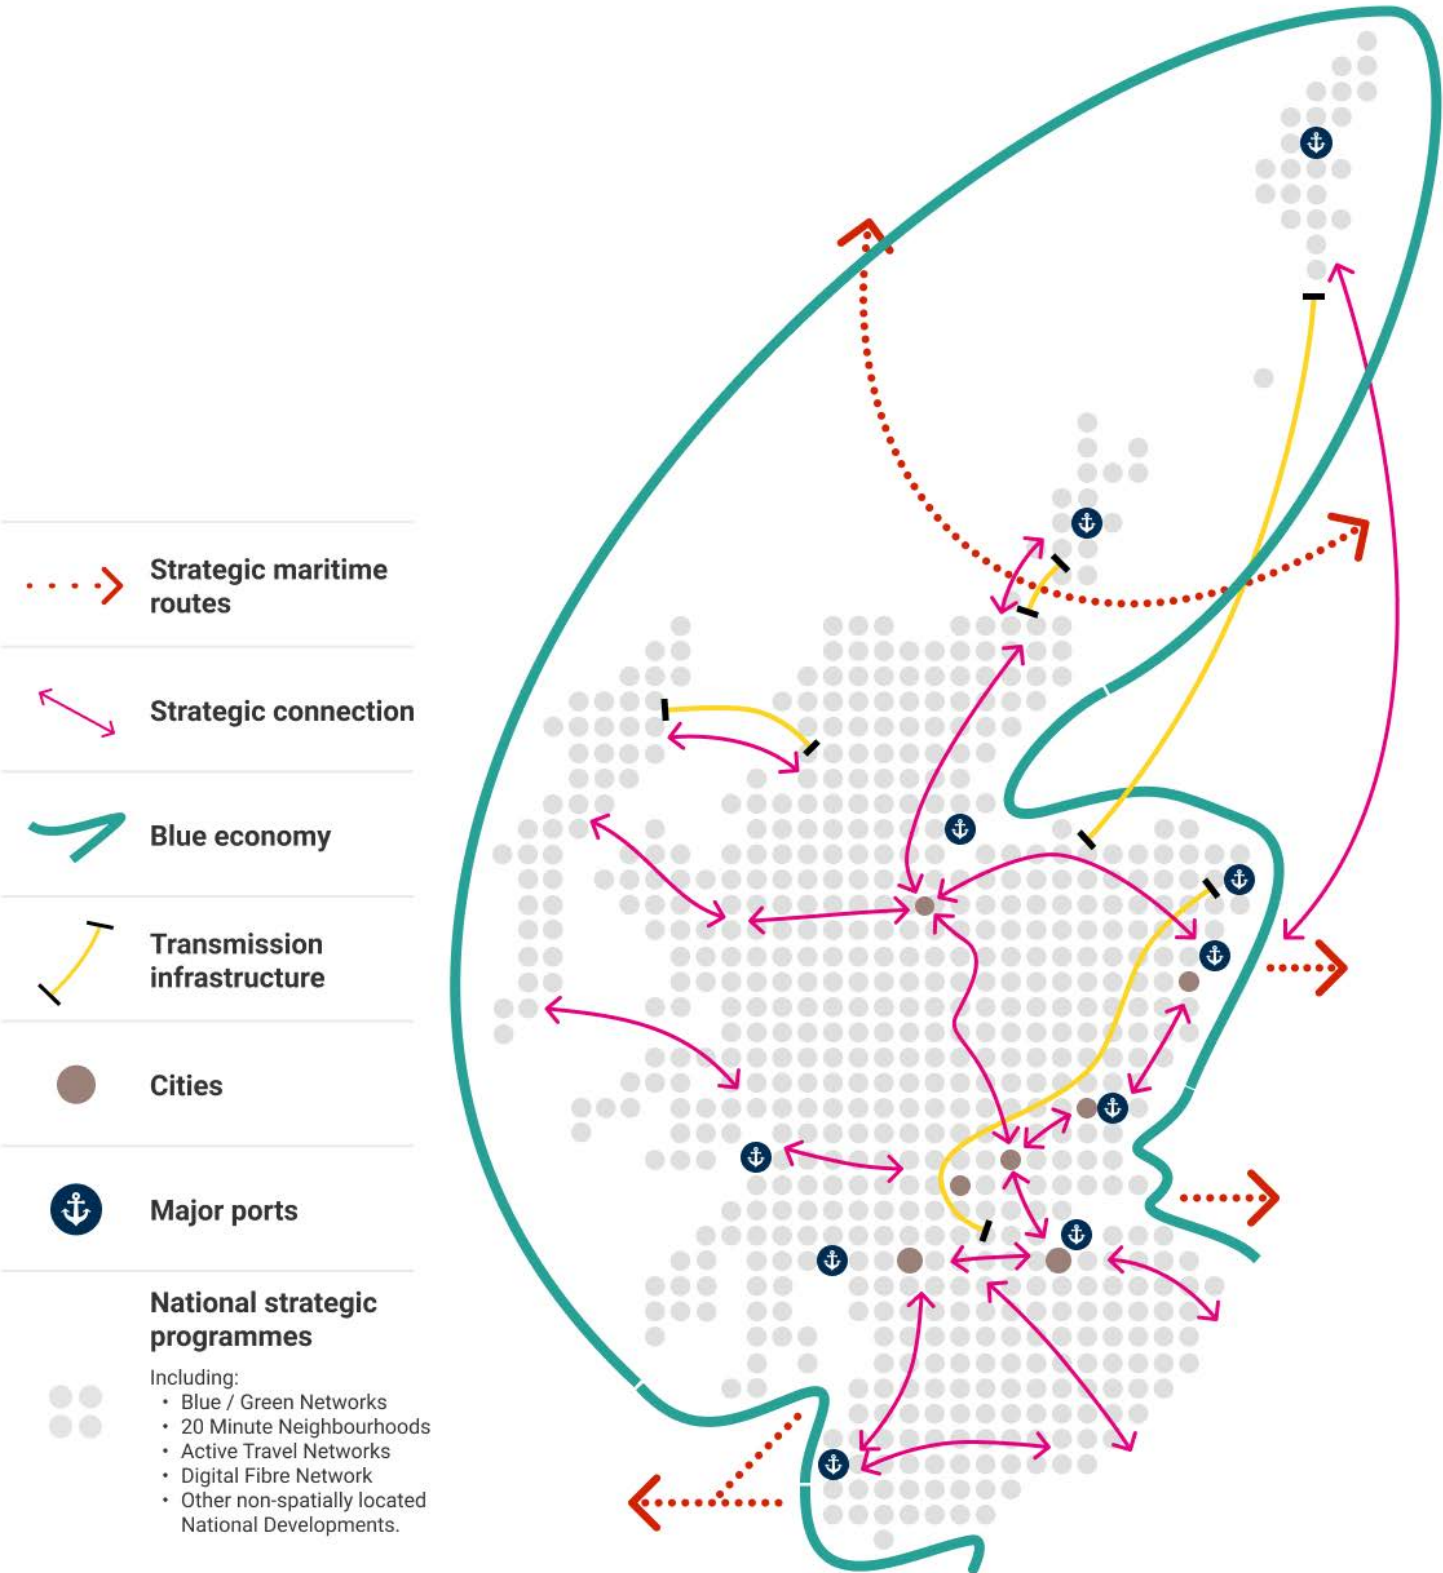 Strategic maritime
routes
Strategic connection
Blue economy
Transmission
infrastructure
Cities
Major ports
National strategic
programmes
Including:
• Blue / Green Networks
• 20 Minute Neighbourhoods
• Active Travel Networks
• Digital Fibre Network
• Other non-spatially located
National Developments.